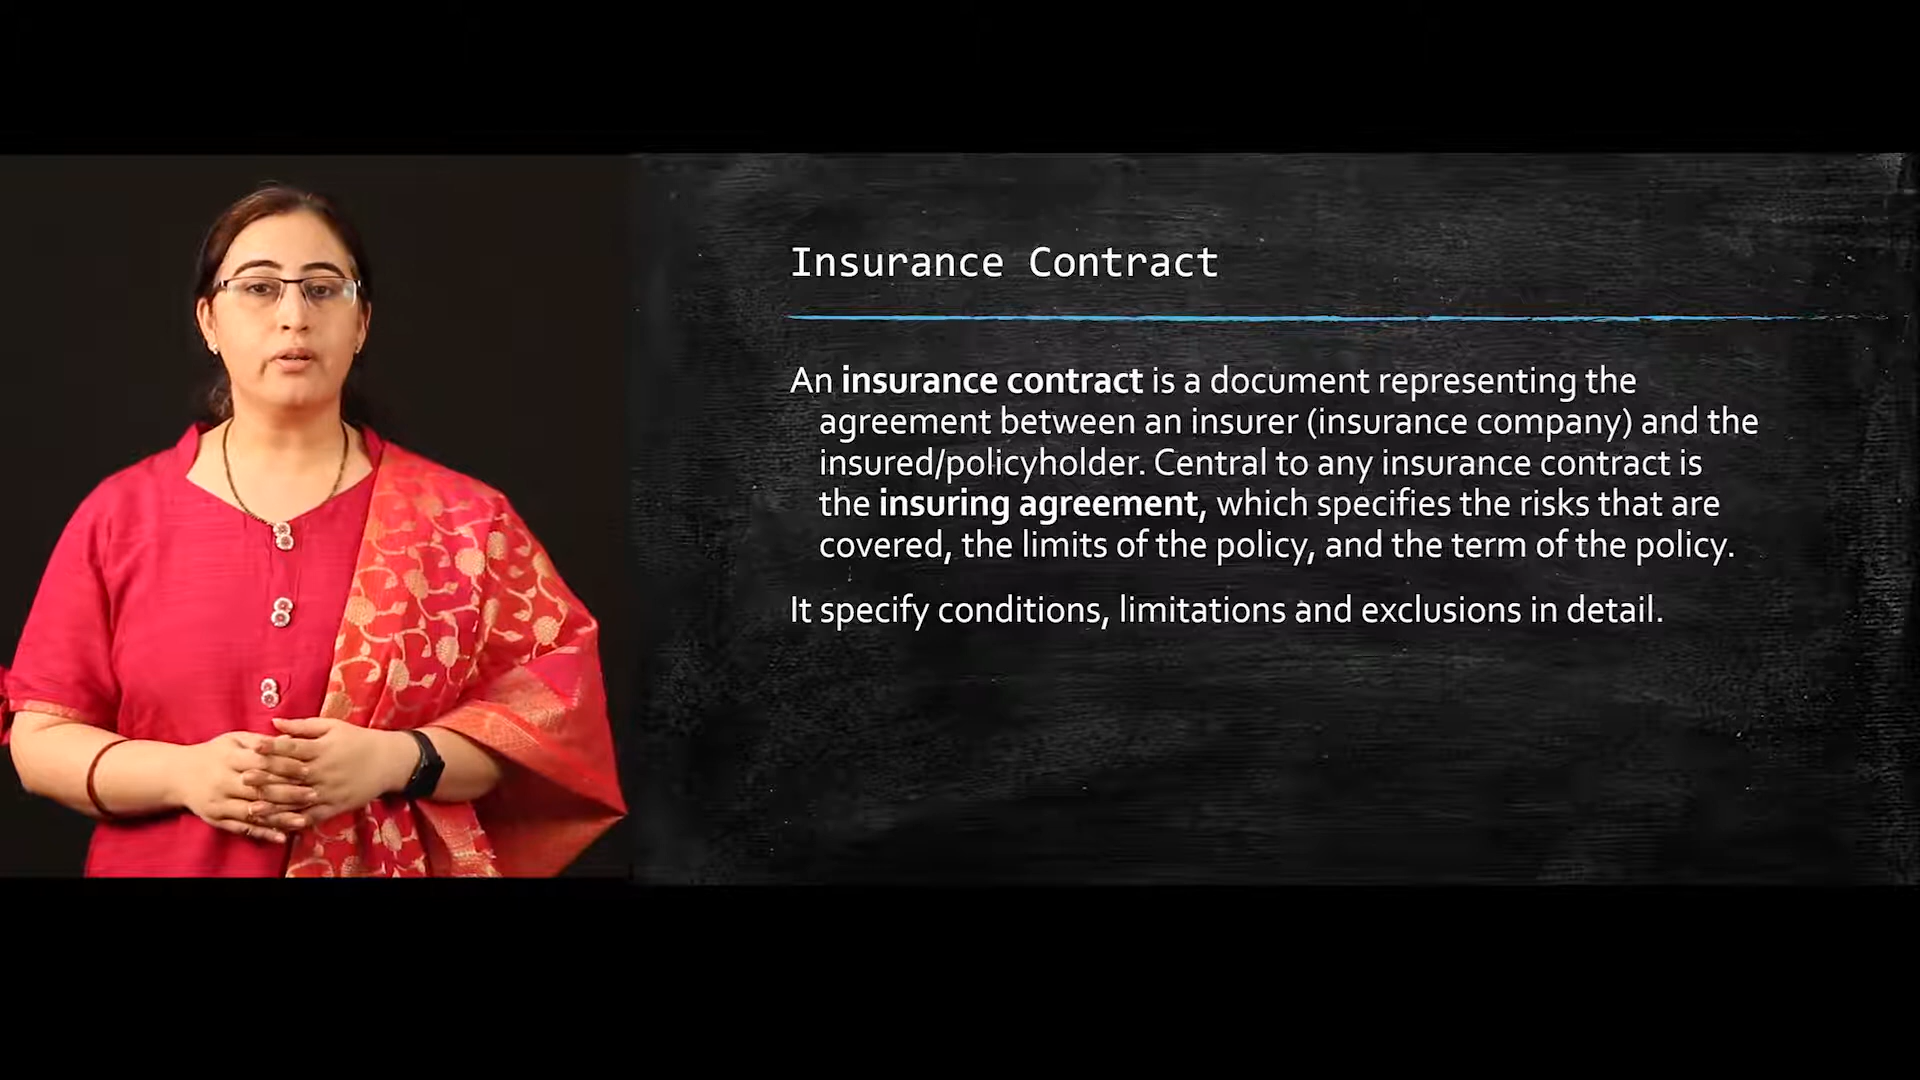 Insurance Contract
An insurance contract is a document representing the
agreement between an insurer (insurance company) and the
insured/policyholder. Central to any insurance contract is
the insuring agreement, which specifies the risks that are
covered, the limits of the policy, and the term of the policy.
It specify conditions, limitations and exclusions in detail.